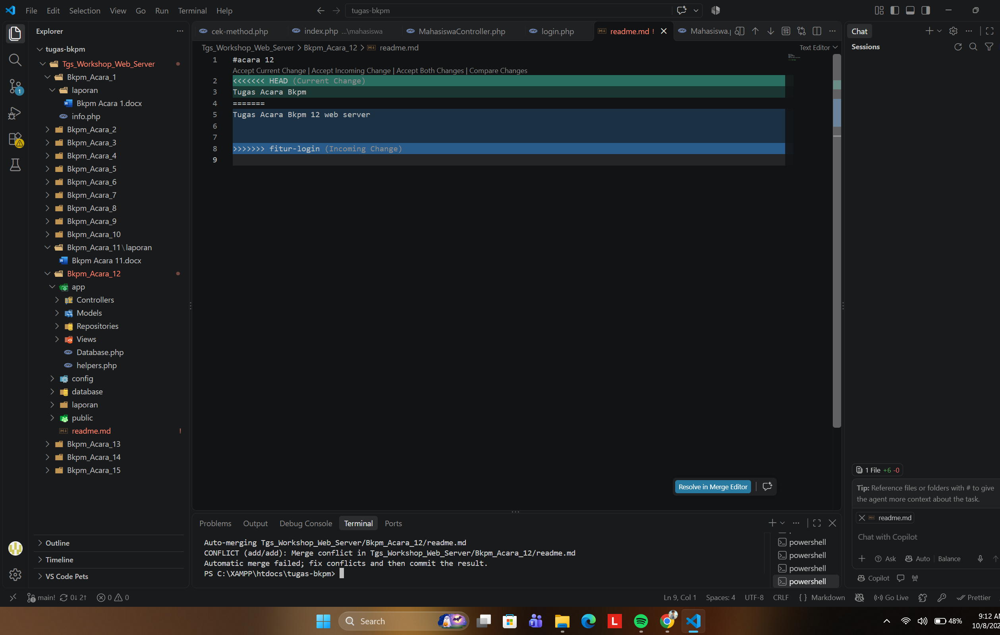 File Edit Selection View Go Run Terminal Help
tugas-bkpm
Explorer
tugas-bkpm
Tgs_Workshop_Web_Server
Bkpm_Acara_1
laporan
Bkpm Acara 1.docx
info.php
Bkpm_Acara_2
Bkpm_Acara_3
Bkpm_Acara_4
Bkpm_Acara_5
Bkpm_Acara_6
Bkpm_Acara_7
Bkpm_Acara_8
Bkpm_Acara_9
Bkpm_Acara_10
Bkpm_Acara_11\laporan
Bkpm Acara 11.docx
Bkpm_Acara_12
app
Controllers
Models
Repositories
Views
Database.php
helpers.php
config
database
laporan
public
readme.md !
Bkpm_Acara_13
Bkpm_Acara_14
Bkpm_Acara_15
Outline
Timeline
VS Code Pets
1
cek-method.php
index.php ...\mahasiswa
MahasiswaController.php
login.php
readme.md !
Mahasiswa.p
Tgs_Workshop_Web_Server > Bkpm_Acara_12 > readme.md
Text Editor
1 #acara 12
Accept Current Change | Accept Incoming Change | Accept Both Changes | Compare Changes
2 <<<<<<< HEAD (Current Change)
3 Tugas Acara Bkpm
4 =======
5 Tugas Acara Bkpm 12 web server
6
7
8 >>>>>>> fitur-login (Incoming Change)
9
Resolve in Merge Editor
Problems Output Debug Console Terminal Ports
Auto-merging Tgs_Workshop_Web_Server/Bkpm_Acara_12/readme.md
CONFLICT (add/add): Merge conflict in Tgs_Workshop_Web_Server/Bkpm_Acara_12/readme.md
Automatic merge failed; fix conflicts and then commit the result.
PS C:\XAMPP\htdocs\tugas-bkpm>
powershell
powershell
powershell
powershell
Chat
Sessions
1 File +6 -0
Tip: Reference files or folders with # to give
the agent more context about the task.
readme.md
Chat with Copilot
Ask Auto Balance
Copilot
main! 0↓ 2↑ 0 0
Ln 9, Col 1 Spaces: 4 UTF-8 CRLF { } Markdown Go Live Prettier
Search
L
48%
9:12 A
10/8/202